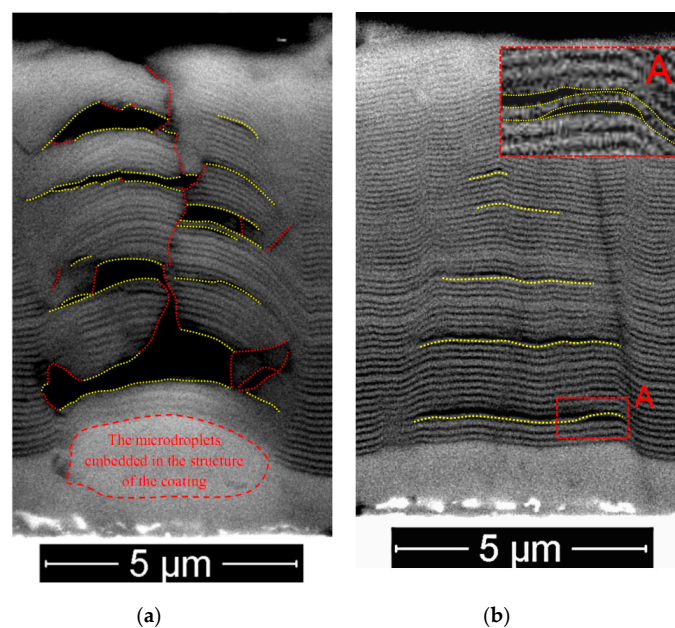 A
A
The microdroplets
embedded in the structure
of the coating
5 µm
5 µm
(a)
(b)